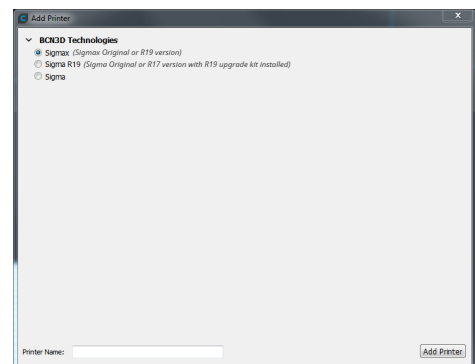 Add Printer
BCN3D Technologies
Sigmax (Sigmax Original or R19 version)
Sigma R19 (Sigma Original or R17 version with R19 upgrade kit installed)
Sigma
Printer Name:
Add Printer